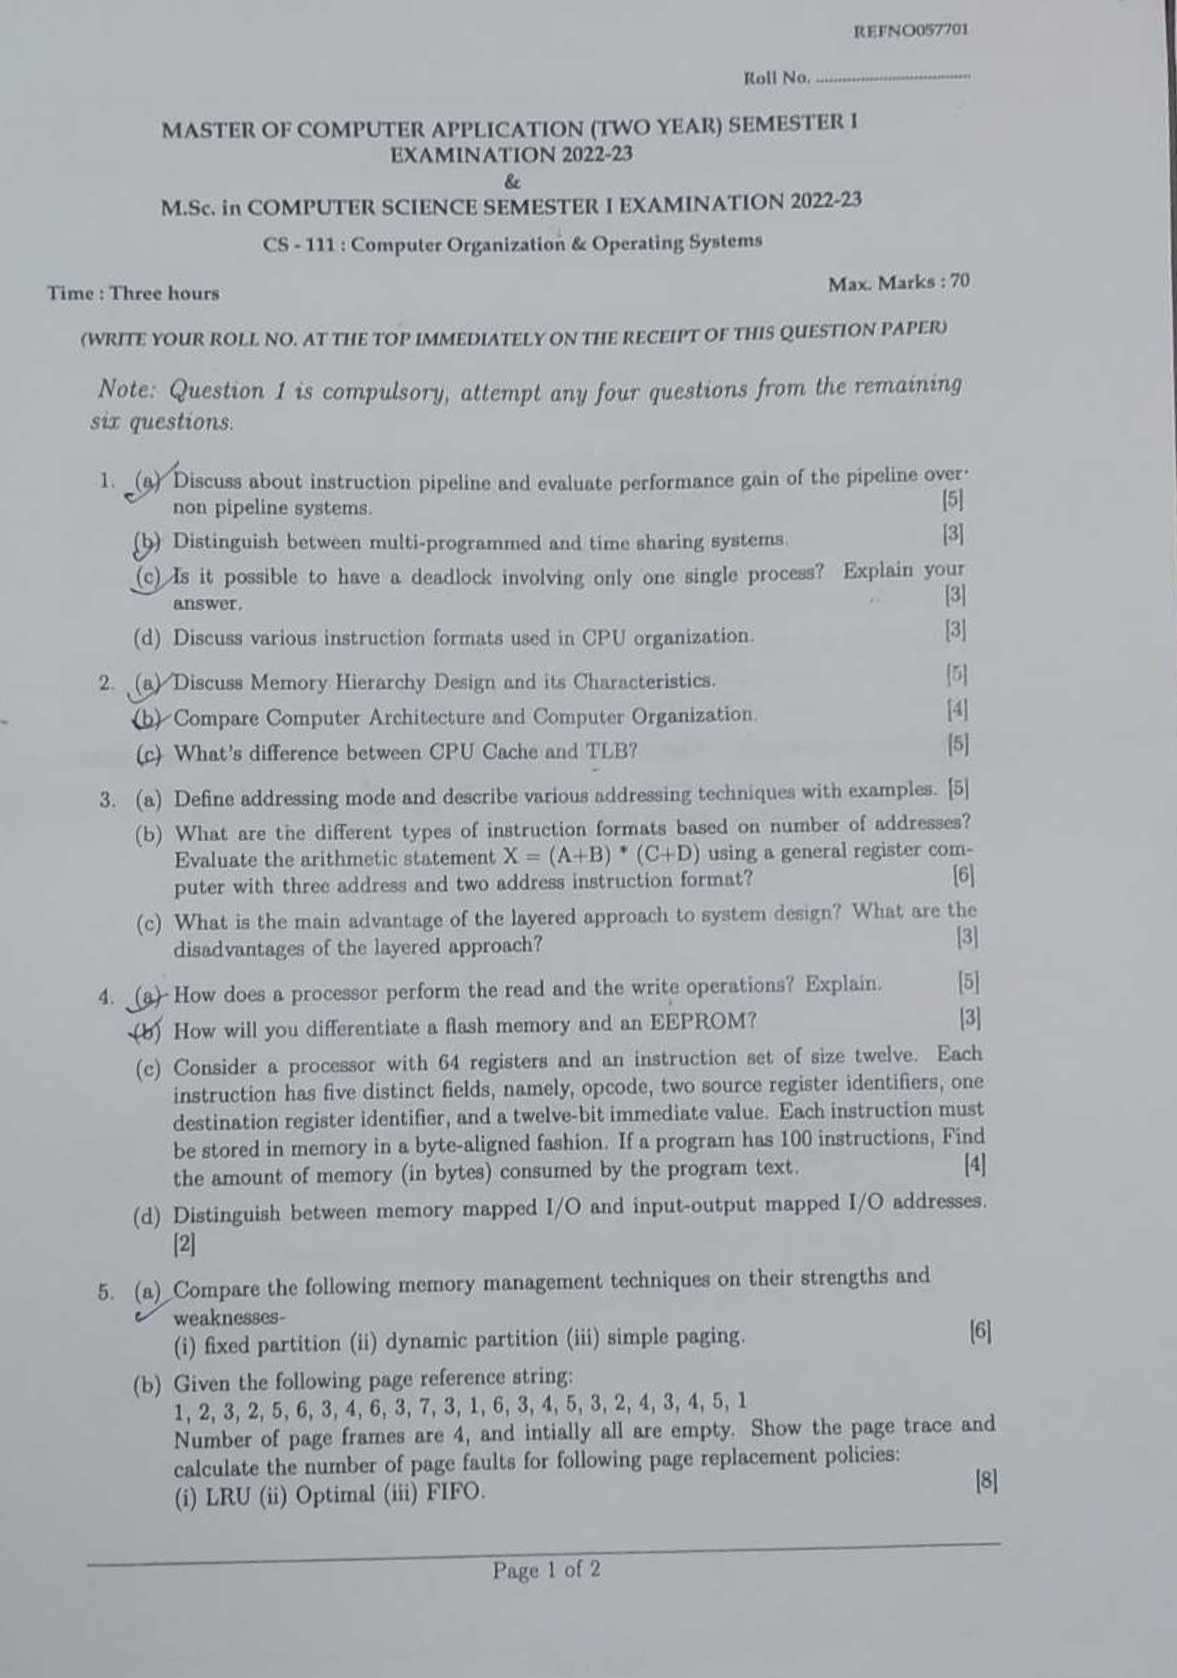 REFNO057701
Roll No. ....................................
MASTER OF COMPUTER APPLICATION (TWO YEAR) SEMESTER I
EXAMINATION 2022-23
&
M.Sc. in COMPUTER SCIENCE SEMESTER I EXAMINATION 2022-23
CS - 111 : Computer Organization & Operating Systems
Time : Three hours
Max. Marks : 70
(WRITE YOUR ROLL NO. AT THE TOP IMMEDIATELY ON THE RECEIPT OF THIS QUESTION PAPER)
Note: Question 1 is compulsory, attempt any four questions from the remaining
six questions.
1. (a) Discuss about instruction pipeline and evaluate performance gain of the pipeline over
non pipeline systems. [5]
(b) Distinguish between multi-programmed and time sharing systems. [3]
(c) Is it possible to have a deadlock involving only one single process? Explain your
answer. [3]
(d) Discuss various instruction formats used in CPU organization. [3]
2. (a) Discuss Memory Hierarchy Design and its Characteristics. [5]
(b) Compare Computer Architecture and Computer Organization. [4]
(c) What's difference between CPU Cache and TLB? [5]
3. (a) Define addressing mode and describe various addressing techniques with examples. [5]
(b) What are the different types of instruction formats based on number of addresses?
Evaluate the arithmetic statement X = (A+B) * (C+D) using a general register com-
puter with three address and two address instruction format? [6]
(c) What is the main advantage of the layered approach to system design? What are the
disadvantages of the layered approach? [3]
4. (a) How does a processor perform the read and the write operations? Explain. [5]
(b) How will you differentiate a flash memory and an EEPROM? [3]
(c) Consider a processor with 64 registers and an instruction set of size twelve. Each
instruction has five distinct fields, namely, opcode, two source register identifiers, one
destination register identifier, and a twelve-bit immediate value. Each instruction must
be stored in memory in a byte-aligned fashion. If a program has 100 instructions, Find
the amount of memory (in bytes) consumed by the program text. [4]
(d) Distinguish between memory mapped I/O and input-output mapped I/O addresses.
[2]
5. (a) Compare the following memory management techniques on their strengths and
weaknesses-
(i) fixed partition (ii) dynamic partition (iii) simple paging. [6]
(b) Given the following page reference string:
1, 2, 3, 2, 5, 6, 3, 4, 6, 3, 7, 3, 1, 6, 3, 4, 5, 3, 2, 4, 3, 4, 5, 1
Number of page frames are 4, and intially all are empty. Show the page trace and
calculate the number of page faults for following page replacement policies:
(i) LRU (ii) Optimal (iii) FIFO. [8]
Page 1 of 2